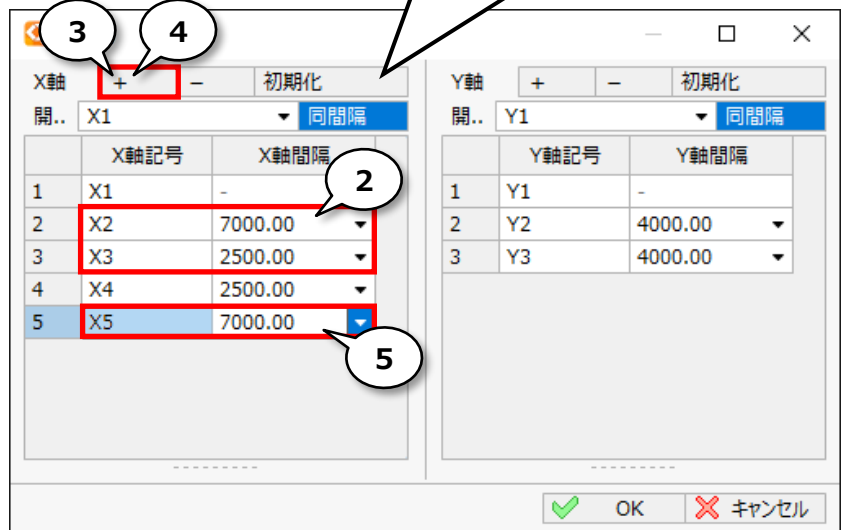 3 4
X軸 + − 初期化 Y軸 + − 初期化
開.. X1 同間隔 開.. Y1 同間隔
X軸記号 X軸間隔 Y軸記号 Y軸間隔
1 X1 - 2 1 Y1 -
2 X2 7000.00 2 Y2 4000.00
3 X3 2500.00 3 Y3 4000.00
4 X4 2500.00
5 X5 7000.00
5
OK キャンセル